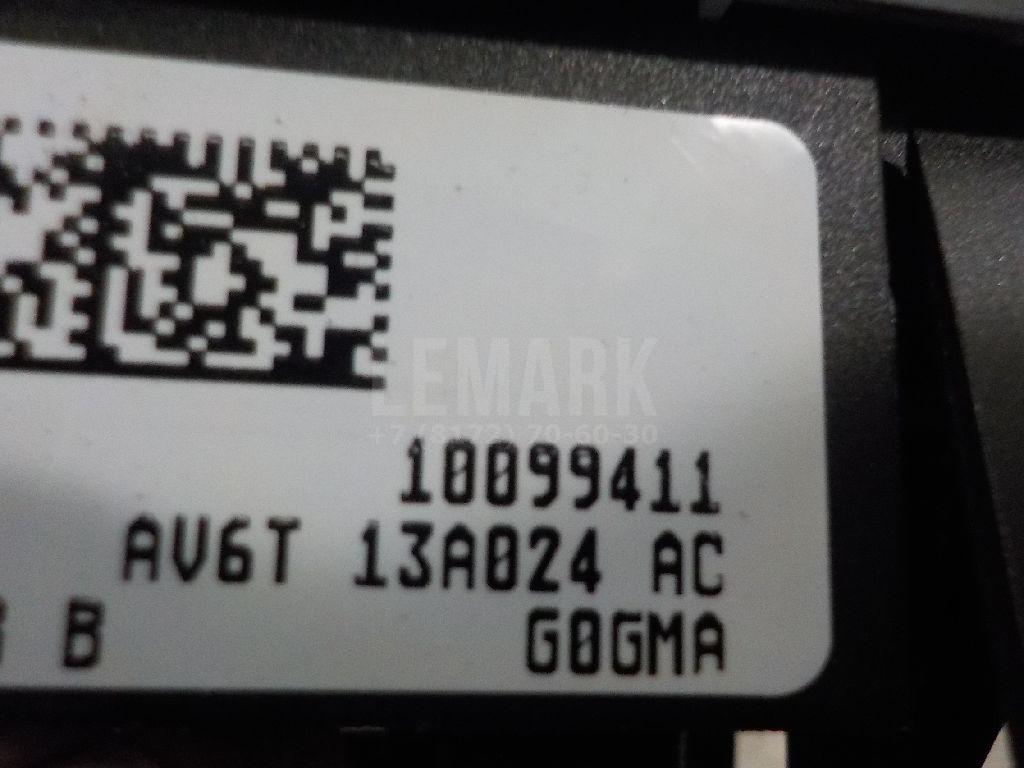 LEMARK
+7 (8172) 70-60-30
10099411
AV6T 13A024 AC
B G0GMA